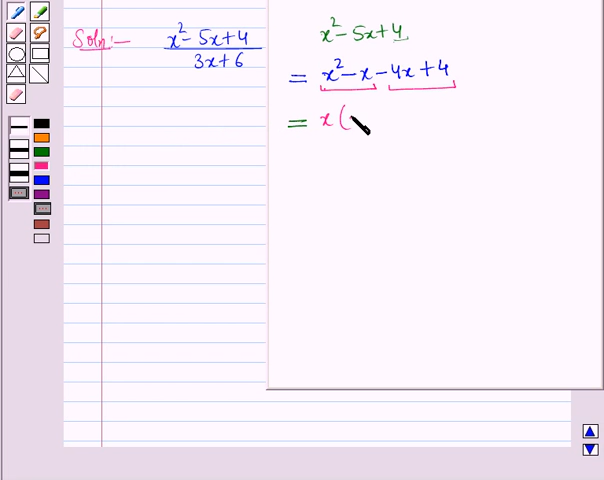 Soln:- x² - 5x + 4 / 3x + 6
x² - 5x + 4
= x² - x - 4x + 4
= x (